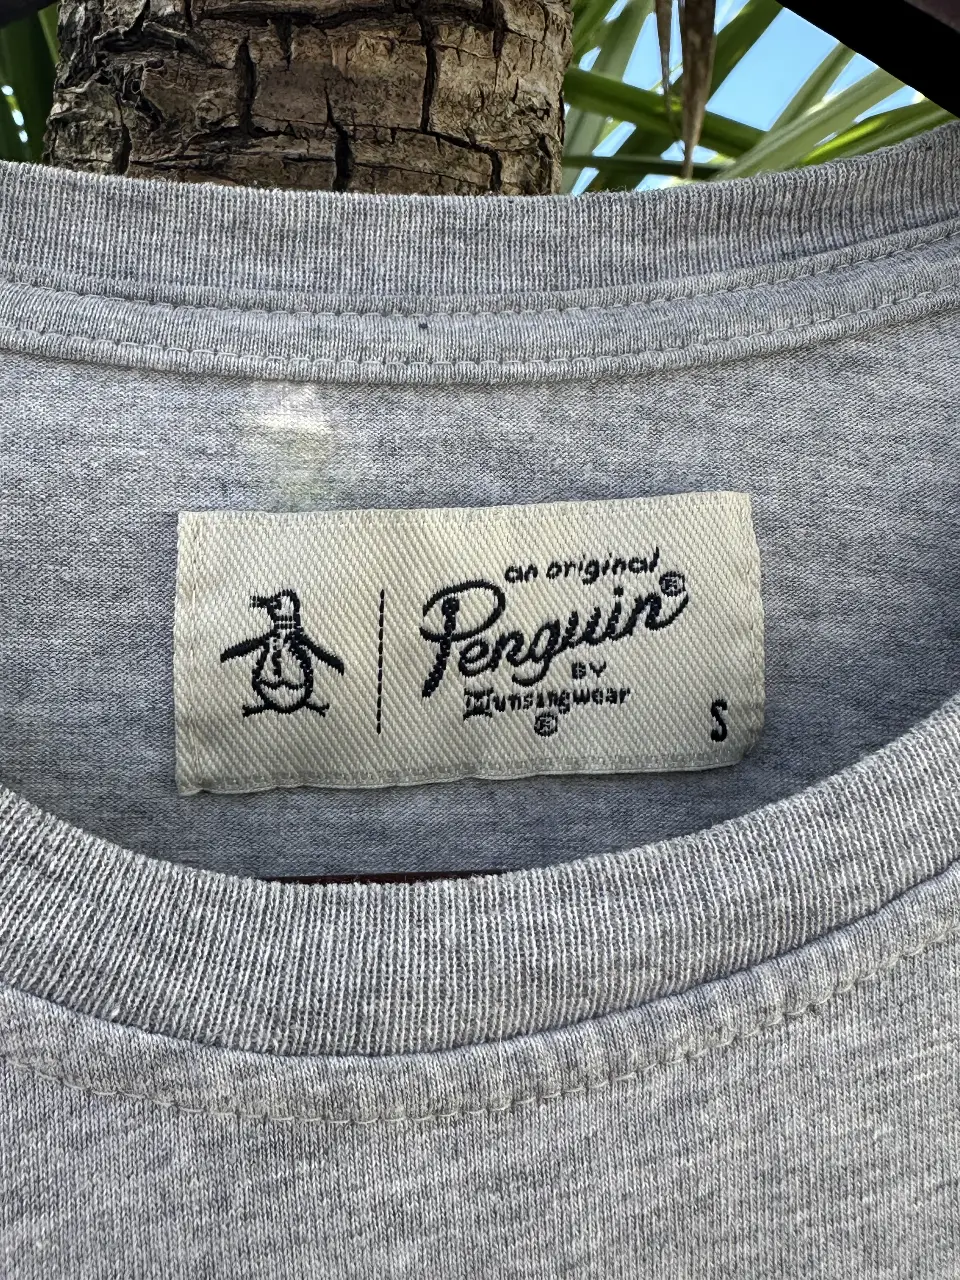 an original
Penguin®
BY
Munsingwear
®
S